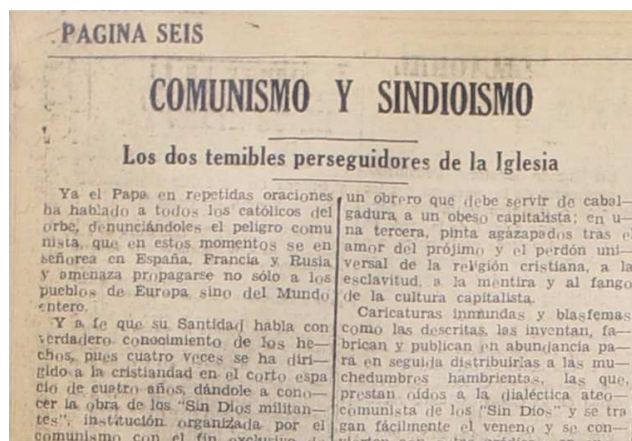 PAGINA SEIS
COMUNISMO Y SINDIOISMO
Los dos temibles perseguidores de la Iglesia
Ya el Papa en repetidas oraciones
ha hablado a todos los católicos del
orbe, denunciándoles el peligro comu
nista, que en estos momentos se en
señorea en España, Francia y Rusia
y amenaza propagarse no sólo a los
pueblos de Europa sino del Mundo
entero.
Y a fe que su Santidad habla con
verdadero conocimiento de los he-
chos, pues cuatro veces se ha diri-
gido a la cristiandad en el corto espa
cio de cuatro años, dándole a cono-
cer la obra de los "Sin Dios militan-
tes", institución organizada por el
comunismo con el fin exclusivo de
un obrero que debe servir de cabal-
gadura a un obeso capitalista; en u-
na tercera, pinta agazapados tras el
amor del prójimo y el perdón uni-
versal de la religión cristiana, a la
esclavitud, a la mentira y al fango
de la cultura capitalista.
Caricaturas inmundas y blasfemas
como las descritas, las inventan, fa-
brican y publican en abundancia pa-
ra en seguida distribuirlas a las mu-
chedumbres hambrientas, las que,
prestan oídos a la dialéctica ateo-
comunista de los "Sin Dios" y se tra
gan fácilmente el veneno y se con-